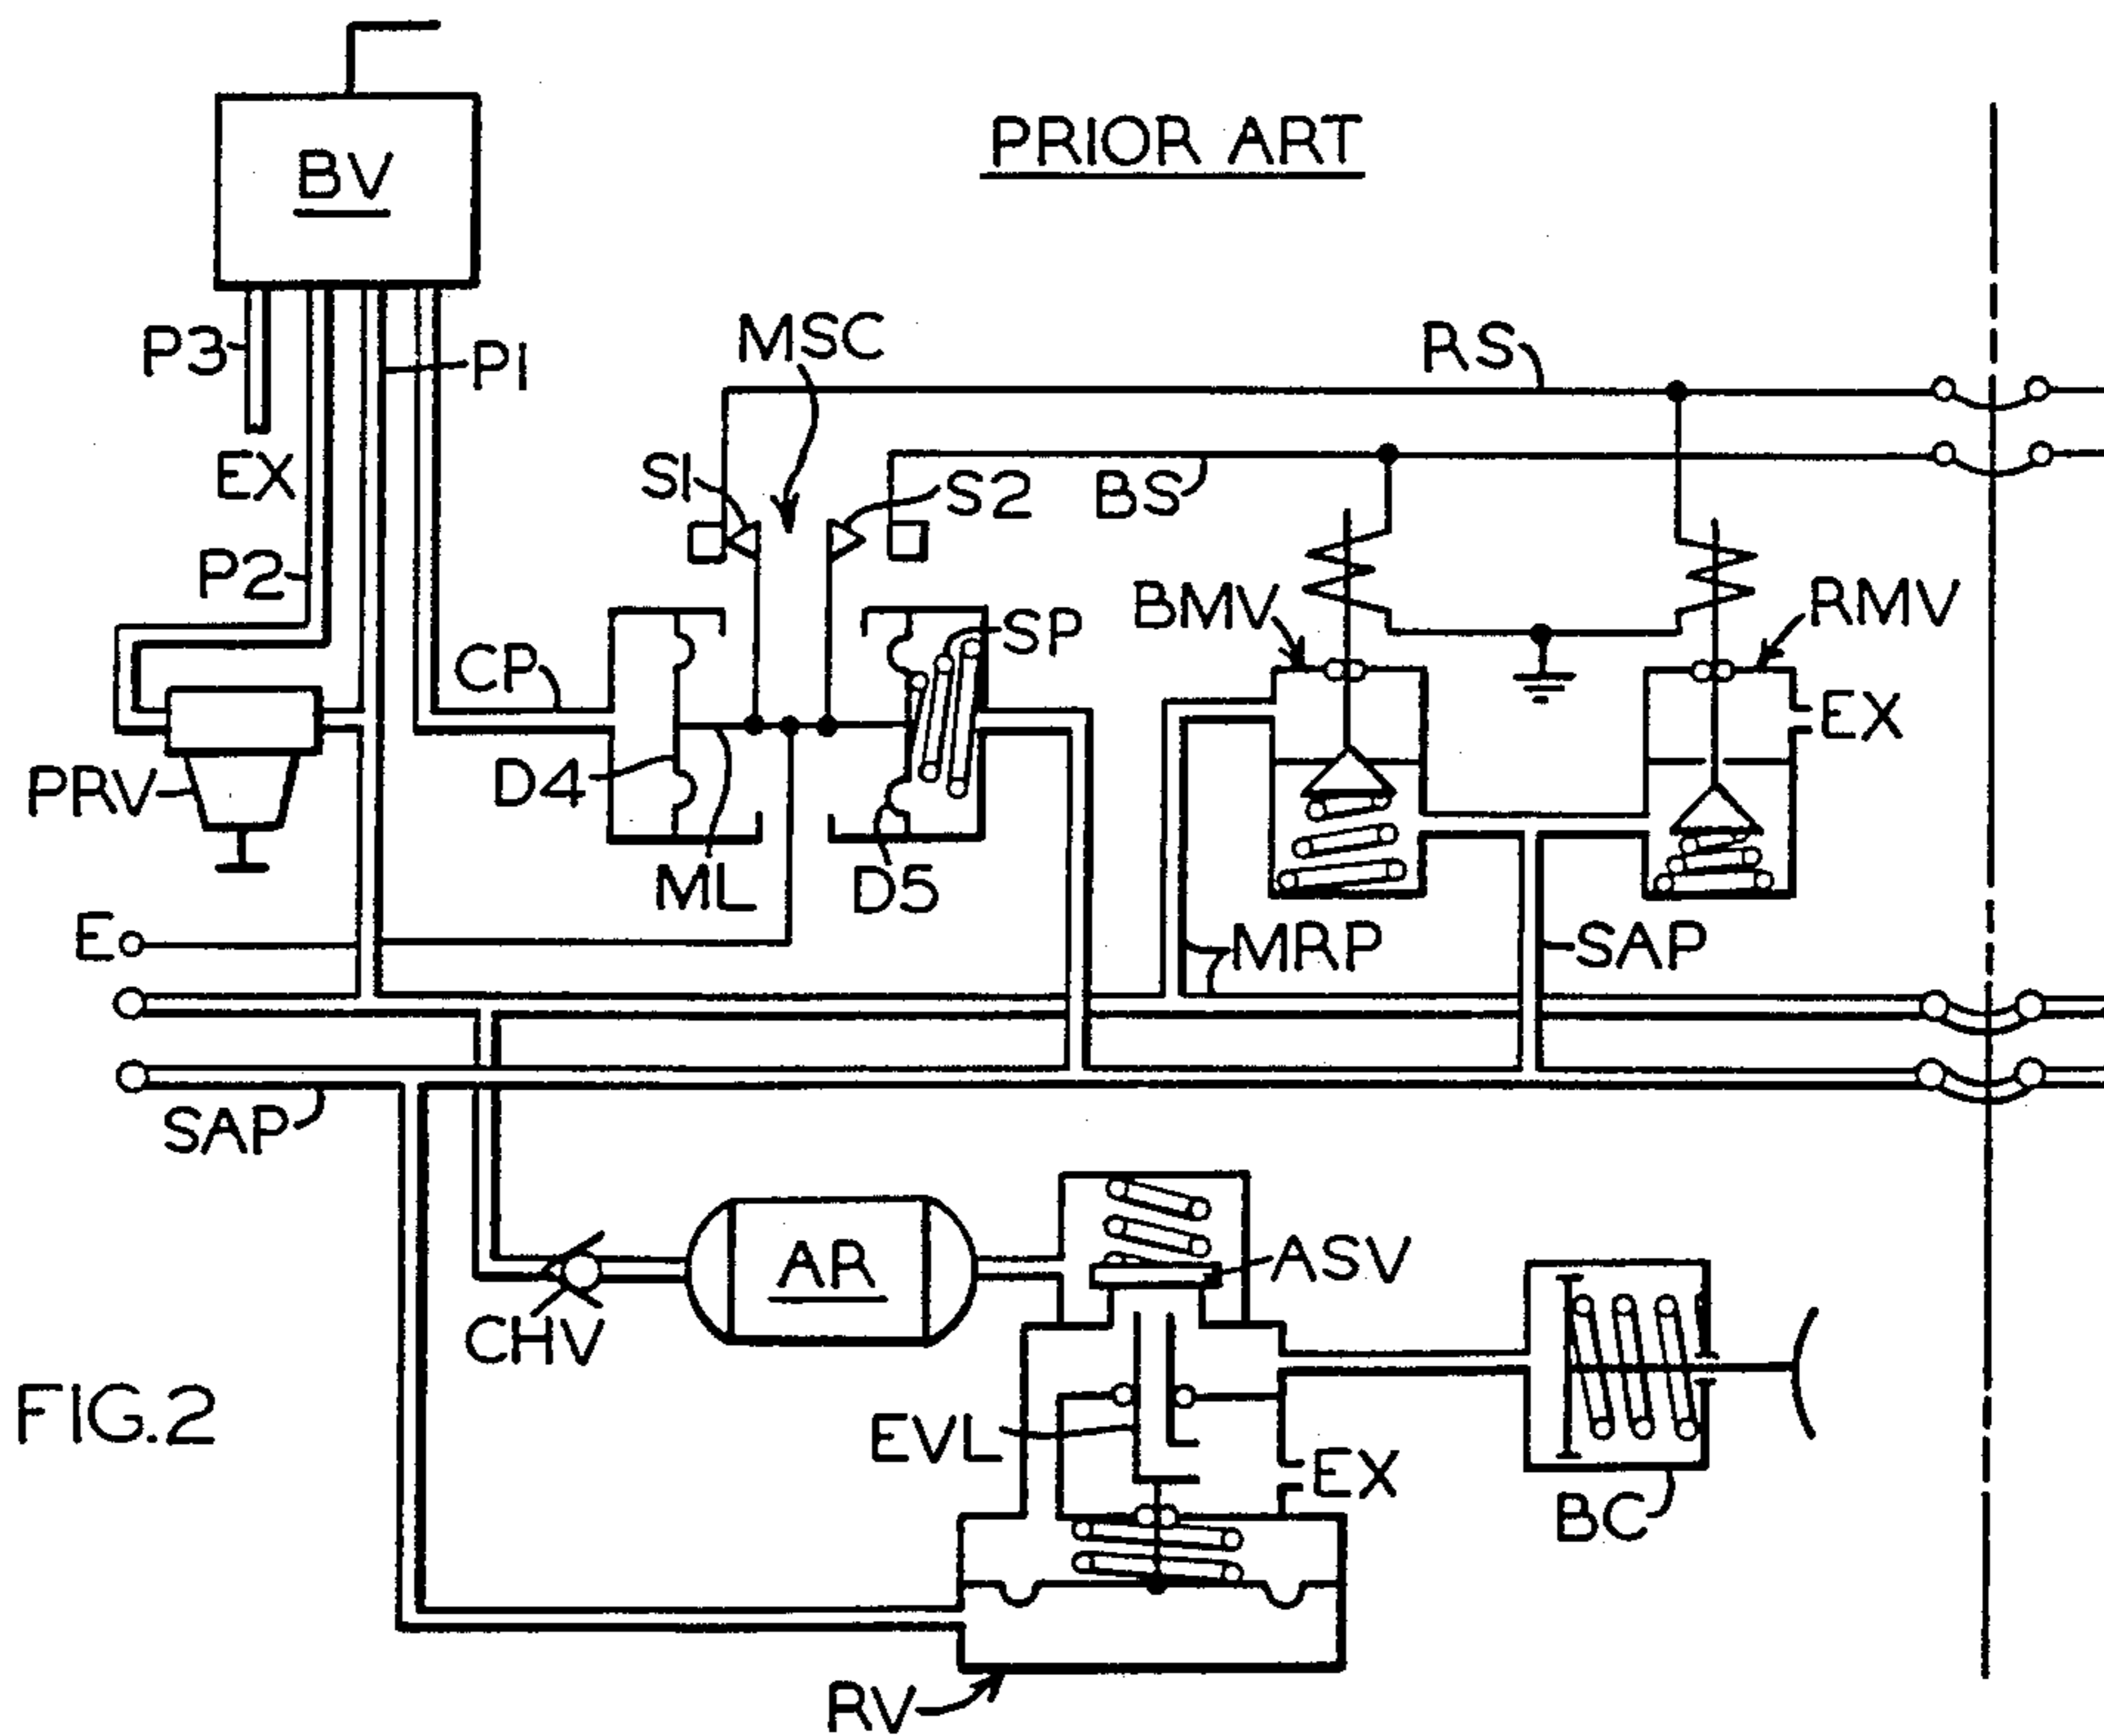 PRIOR ART
BV
P3
P1
MSC
RS
EX
S1
S2
BS
P2
BMV
RMV
SP
CP
EX
PRV
D4
ML
D5
E
MRP
SAP
SAP
AR
ASV
CHV
FIG.2
EVL
EX
BC
RV